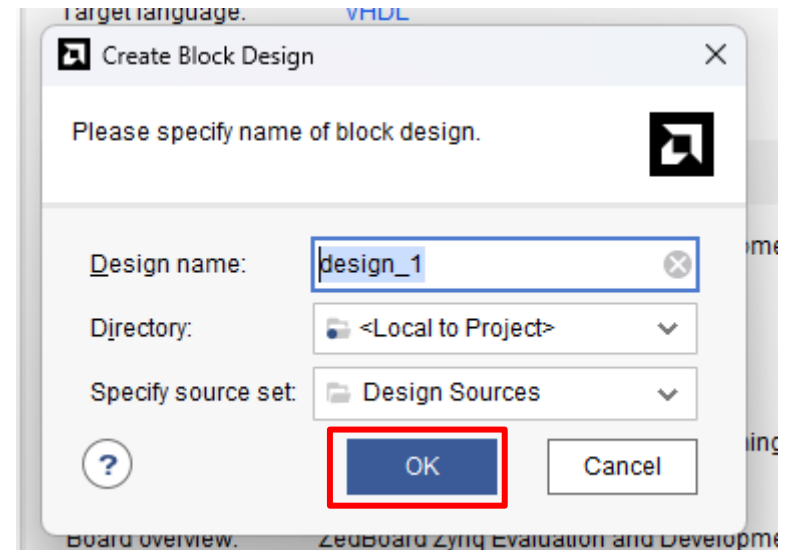 Target language: VHDL
Create Block Design
Please specify name of block design.
Design name: design_1
Directory: <Local to Project>
Specify source set: Design Sources
? OK Cancel
Board overview: ZedBoard Zynq Evaluation and Developme